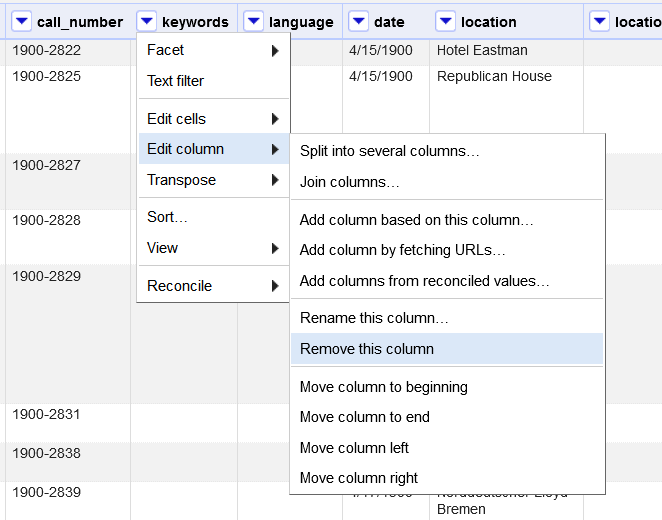 call_number keywords language date location locatio
1900-2822 4/15/1900 Hotel Eastman
1900-2825 4/15/1900 Republican House
1900-2827
1900-2828
1900-2829
1900-2831
1900-2838
1900-2839 Bremen
Facet
Text filter
Edit cells
Edit column
Transpose
Sort…
View
Reconcile
Split into several columns…
Join columns…
Add column based on this column…
Add column by fetching URLs…
Add columns from reconciled values…
Rename this column…
Remove this column
Move column to beginning
Move column to end
Move column left
Move column right